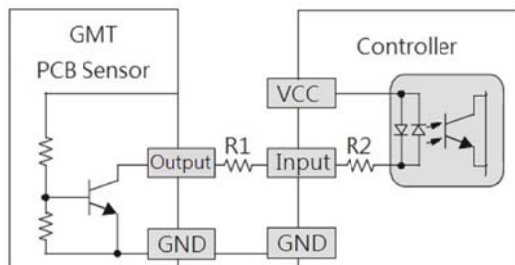 GMT
PCB Sensor
Controller
VCC
Output
R1
Input
R2
GND
GND